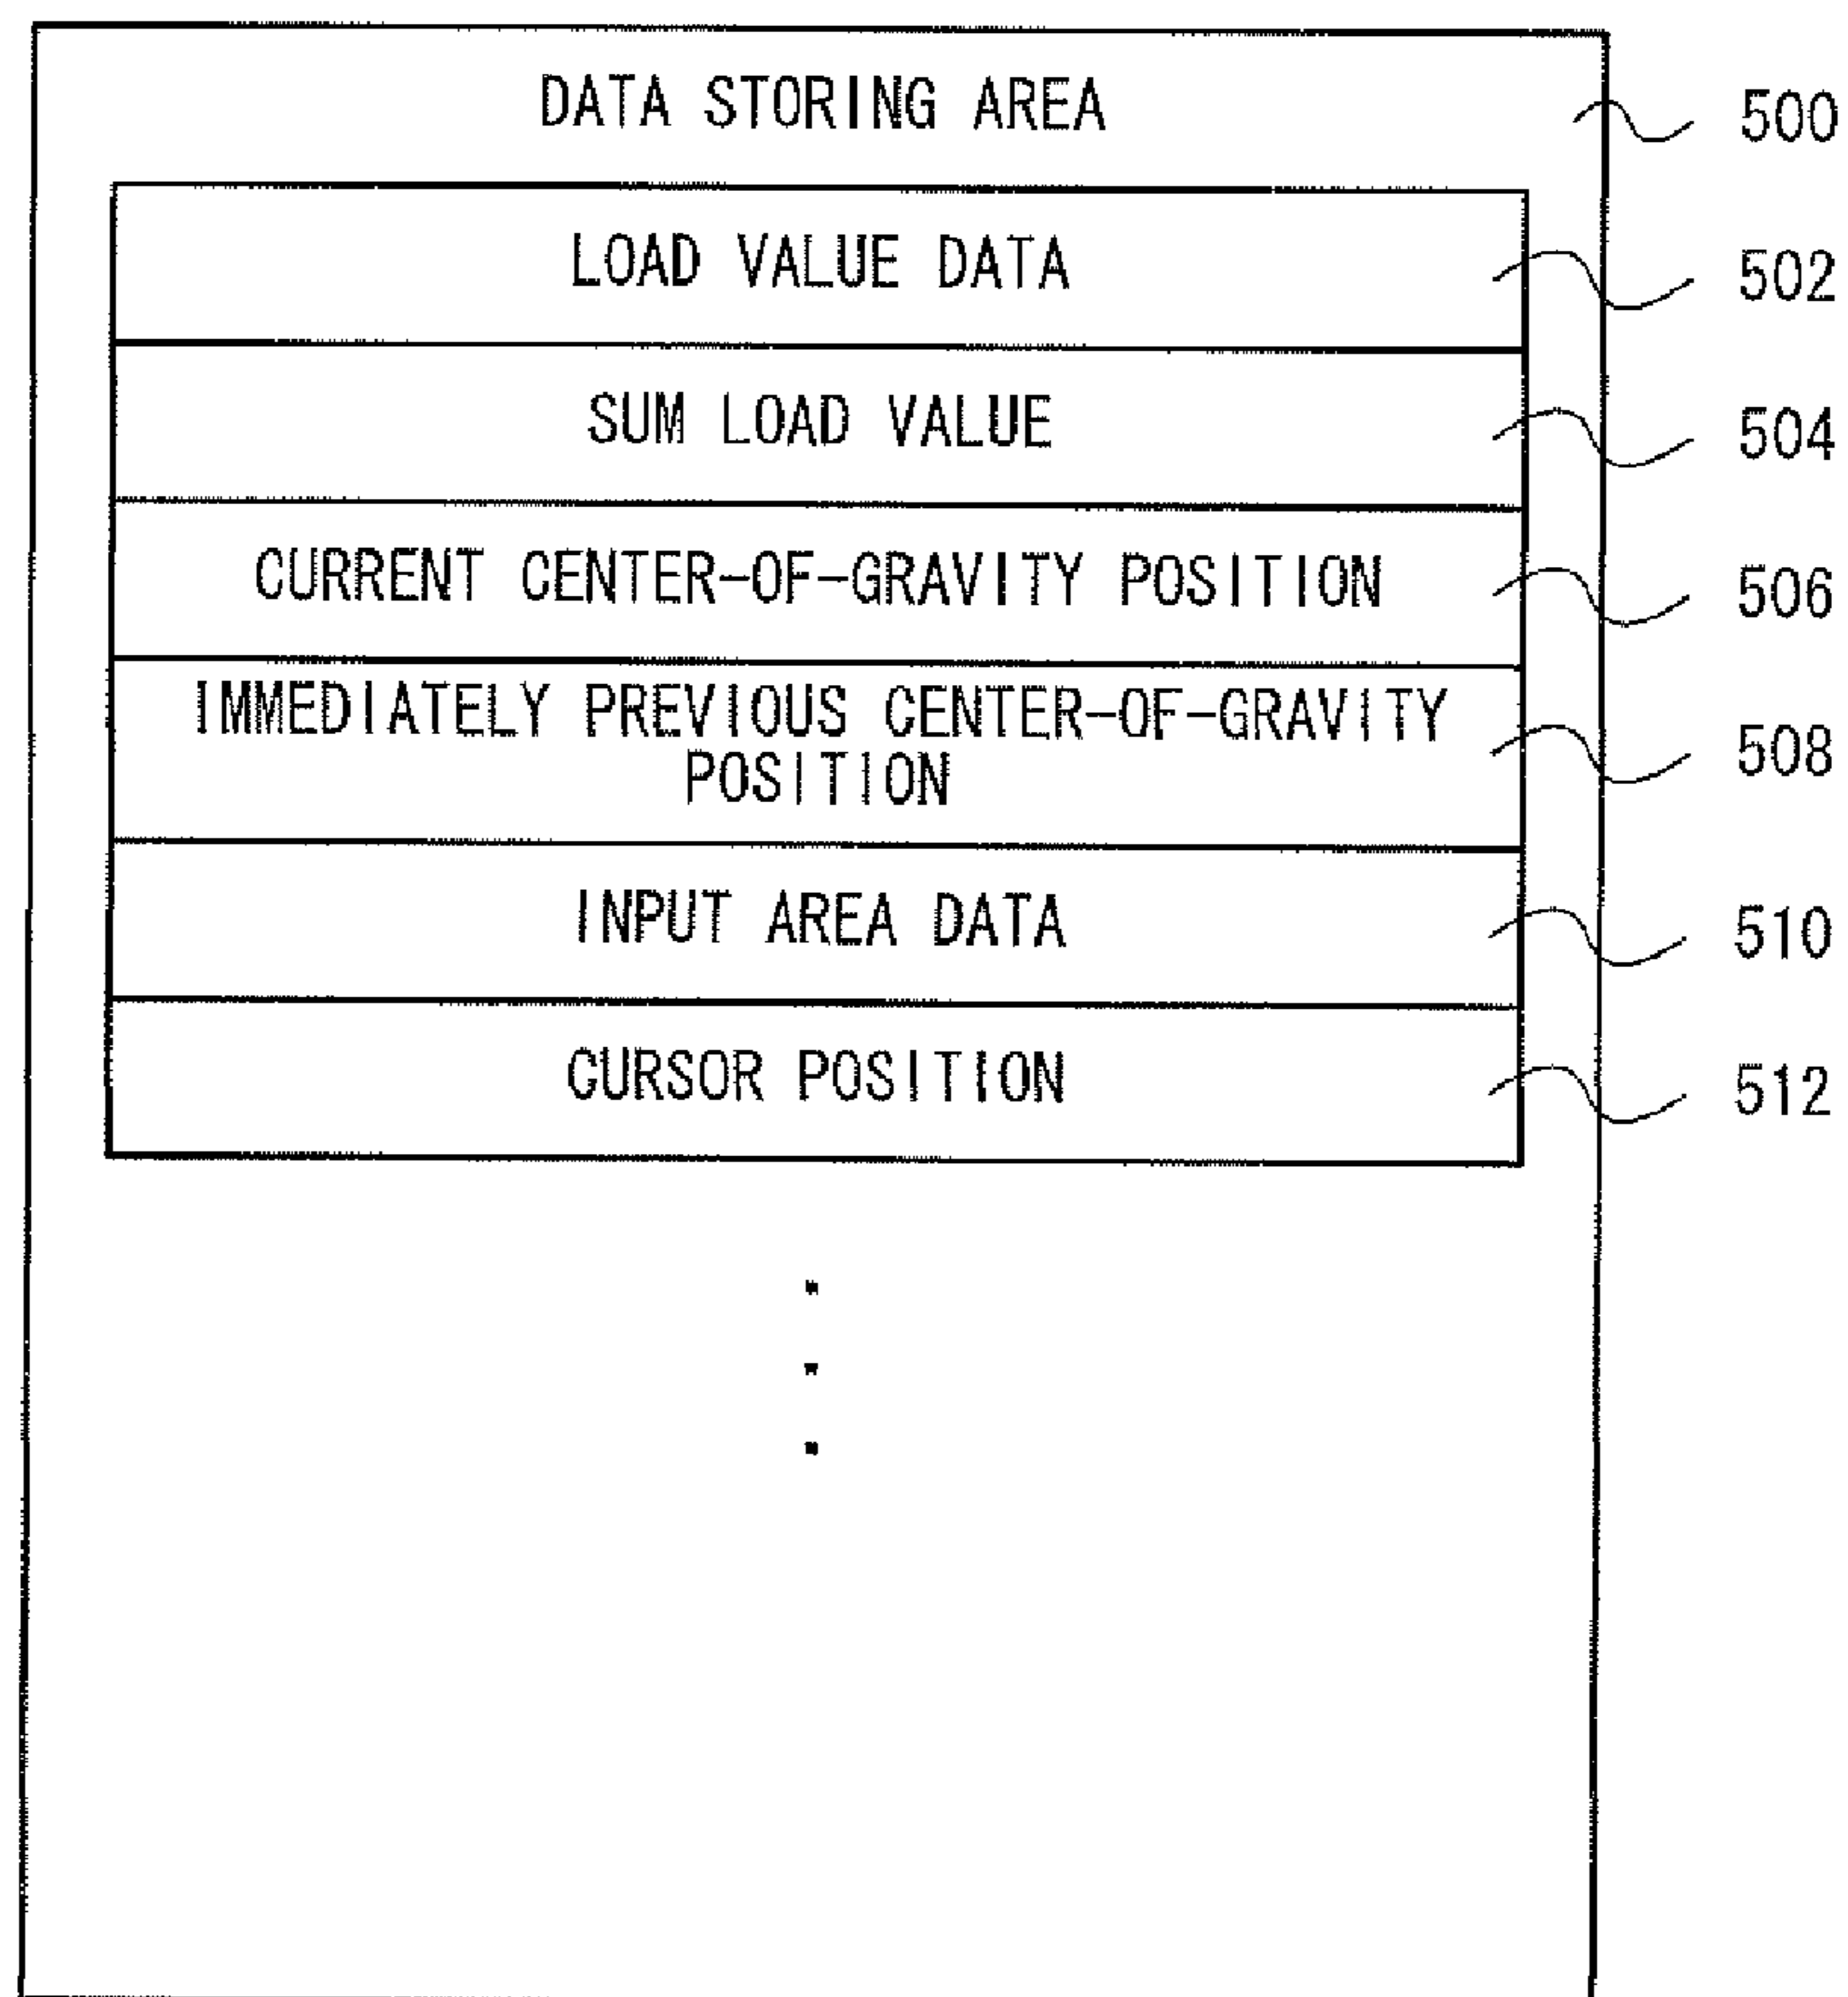 DATA STORING AREA 500
LOAD VALUE DATA 502
SUM LOAD VALUE 504
CURRENT CENTER-OF-GRAVITY POSITION 506
IMMEDIATELY PREVIOUS CENTER-OF-GRAVITY
POSITION 508
INPUT AREA DATA 510
CURSOR POSITION 512